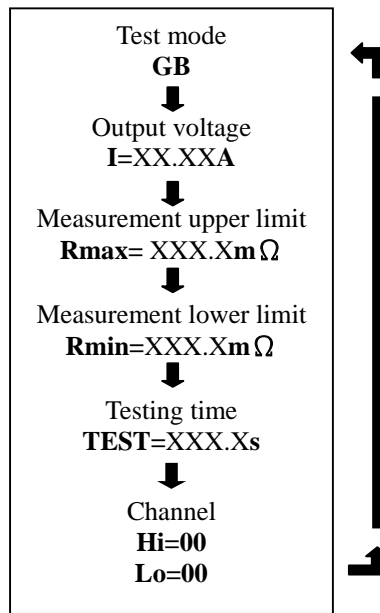 Test mode
GB
Output voltage
I=XX.XXA
Measurement upper limit
Rmax= XXX.XmΩ
Measurement lower limit
Rmin=XXX.XmΩ
Testing time
TEST=XXX.Xs
Channel
Hi=00
Lo=00